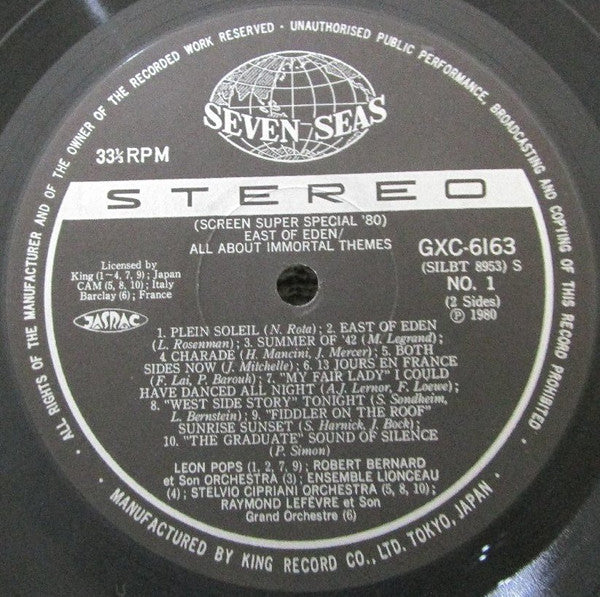 ALL RIGHTS OF THE MANUFACTURER AND OF THE OWNER OF THE RECORDED WORK RESERVED · UNAUTHORISED PUBLIC PERFORMANCE, BROADCASTING AND COPYING OF THIS RECORD PROHIBITED ·
SEVEN SEAS
33⅓ RPM
STEREO
(SCREEN SUPER SPECIAL '80)
EAST OF EDEN/
ALL ABOUT IMMORTAL THEMES
GXC-6163
(SILBT 8953) S
NO. 1
(2 Sides)
Ⓟ 1980
Licensed by
King (1~4, 7, 9); Japan
CAM (5, 8, 10); Italy
Barclay (6); France
JASRAC
1. PLEIN SOLEIL (N. Rota); 2. EAST OF EDEN
(L. Rosenman); 3. SUMMER OF '42 (M. Legrand);
4. CHARADE (H. Mancini, J. Mercer); 5. BOTH
SIDES NOW (J. Mitchelle); 6. 13 JOURS EN FRANCE
(F. Lai, P. Barouh); 7. "MY FAIR LADY" I COULD
HAVE DANCED ALL NIGHT (A.J. Lernor, F. Loewe);
8. "WEST SIDE STORY" TONIGHT (S. Sondheim,
L. Bernstein); 9. "FIDDLER ON THE ROOF"
SUNRISE SUNSET (S. Harnick, J. Bock);
10. "THE GRADUATE" SOUND OF SILENCE
(P. Simon)
LEON POPS (1, 2, 7, 9); ROBERT BERNARD
et Son ORCHESTRA (3); ENSEMBLE LIONCEAU
(4); STELVIO CIPRIANI ORCHESTRA (5, 8, 10);
RAYMOND LEFÈVRE et Son
Grand Orchestre (6)
· MANUFACTURED BY KING RECORD CO., LTD. TOKYO, JAPAN ·